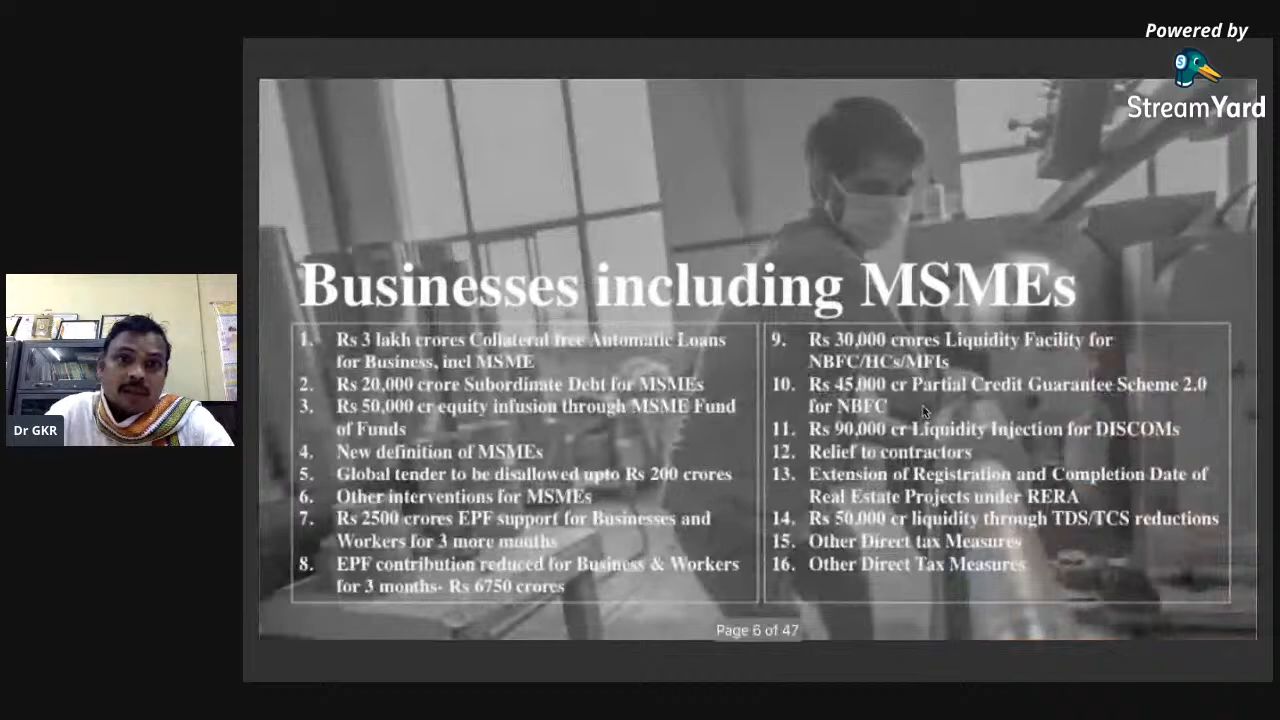 Powered by
StreamYard
Businesses including MSMEs
1. Rs 3 lakh crores Collateral free Automatic Loans
for Business, incl MSME
2. Rs 20,000 crore Subordinate Debt for MSMEs
3. Rs 50,000 cr equity infusion through MSME Fund
of Funds
4. New definition of MSMEs
5. Global tender to be disallowed upto Rs 200 crores
6. Other interventions for MSMEs
7. Rs 2500 crores EPF support for Businesses and
Workers for 3 more months
8. EPF contribution reduced for Business & Workers
for 3 months- Rs 6750 crores
9. Rs 30,000 crores Liquidity Facility for
NBFC/HCs/MFIs
10. Rs 45,000 cr Partial Credit Guarantee Scheme 2.0
for NBFC
11. Rs 90,000 cr Liquidity Injection for DISCOMs
12. Relief to contractors
13. Extension of Registration and Completion Date of
Real Estate Projects under RERA
14. Rs 50,000 cr liquidity through TDS/TCS reductions
15. Other Direct tax Measures
16. Other Direct Tax Measures
Page 6 of 47
Dr GKR